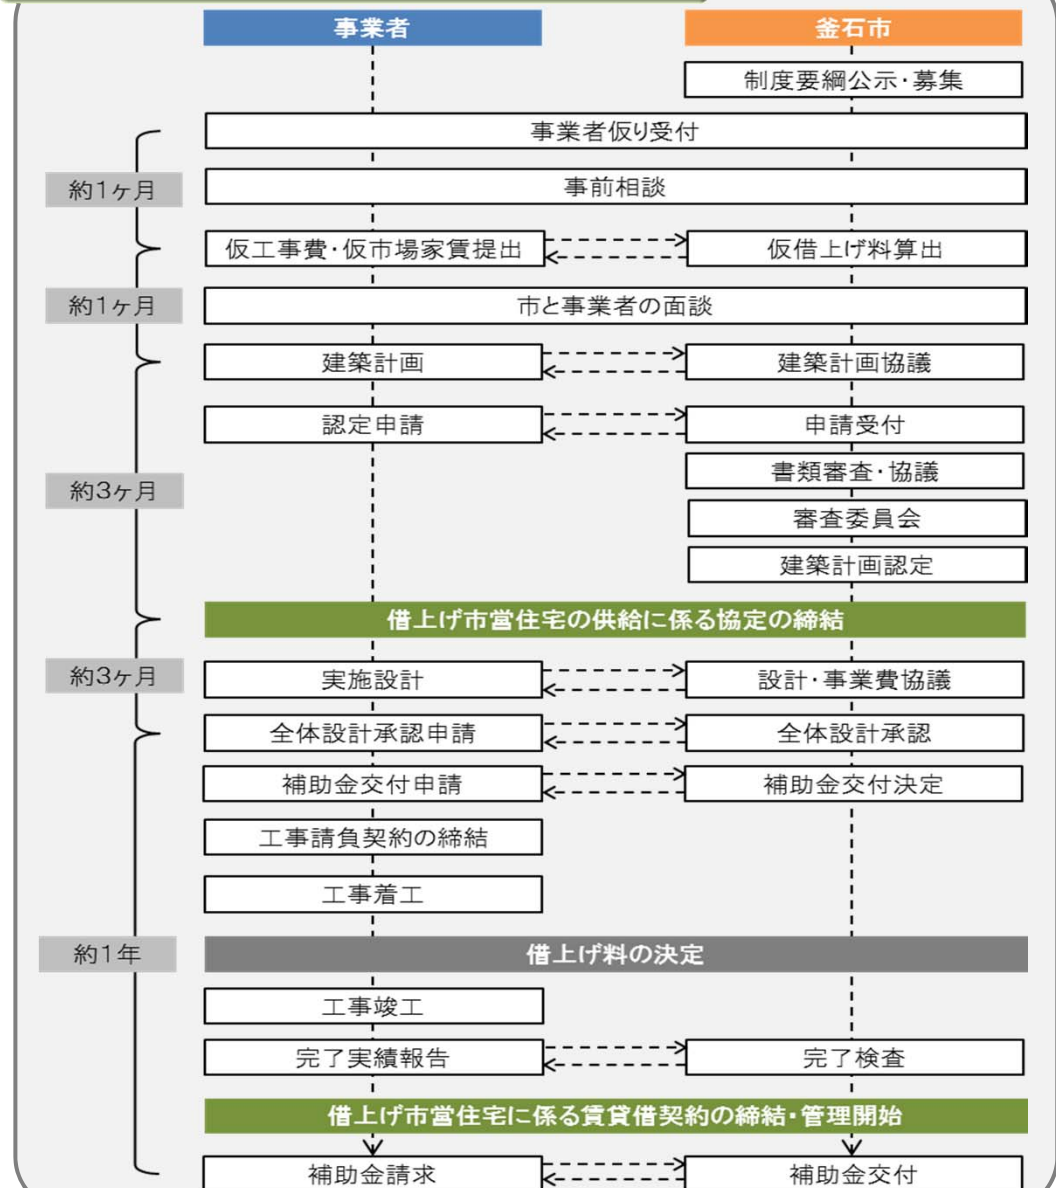 事業者
釜石市
制度要綱公示・募集
事業者仮り受付
約1ヶ月
事前相談
仮工事費・仮市場家賃提出
仮借上げ料算出
約1ヶ月
市と事業者の面談
建築計画
建築計画協議
認定申請
申請受付
書類審査・協議
約3ヶ月
審査委員会
建築計画認定
借上げ市営住宅の供給に係る協定の締結
約3ヶ月
実施設計
設計・事業費協議
全体設計承認申請
全体設計承認
補助金交付申請
補助金交付決定
工事請負契約の締結
工事着工
約1年
借上げ料の決定
工事竣工
完了実績報告
完了検査
借上げ市営住宅に係る賃貸借契約の締結・管理開始
補助金請求
補助金交付